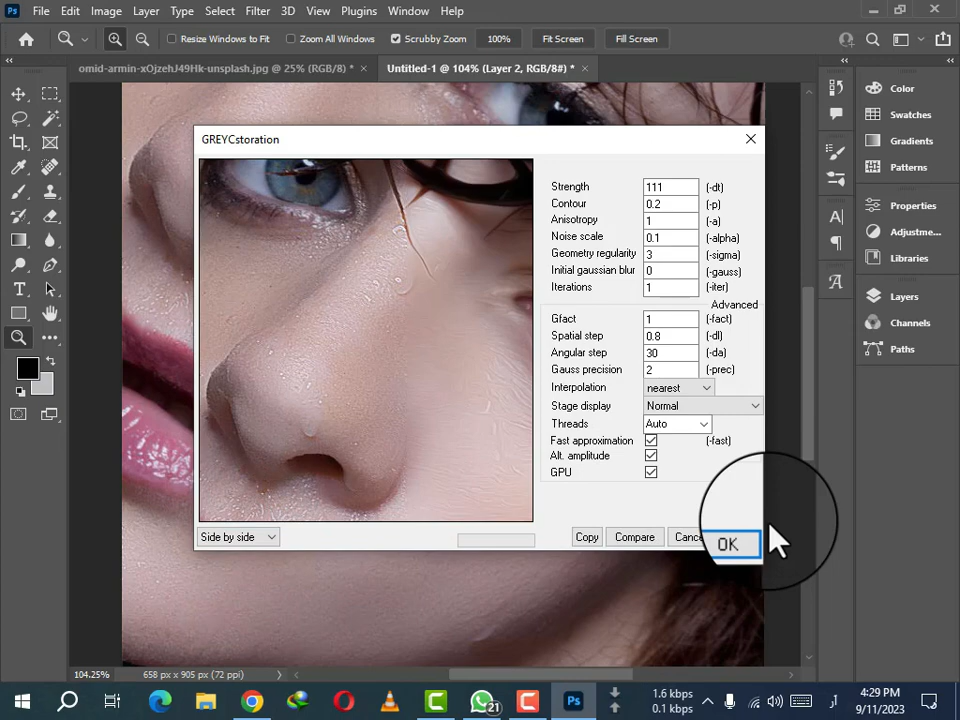 Ps File Edit Image Layer Type Select Filter 3D View Plugins Window Help
Resize Windows to Fit Zoom All Windows Scrubby Zoom 100% Fit Screen Fill Screen
omid-armin-xOjzehJ49Hk-unsplash.jpg @ 25% (RGB/8) * × Untitled-1 @ 104% (Layer 2, RGB/8#) * ×
Color
Swatches
Gradients
Patterns
Properties
Adjustme...
Libraries
Layers
Channels
Paths
GREYCstoration
Strength 111 (-dt)
Contour 0.2 (-p)
Anisotropy 1 (-a)
Noise scale 0.1 (-alpha)
Geometry regularity 3 (-sigma)
Initial gaussian blur 0 (-gauss)
Iterations 1 (-iter)
Advanced
Gfact 1 (-fact)
Spatial step 0.8 (-dl)
Angular step 30 (-da)
Gauss precision 2 (-prec)
Interpolation nearest
Stage display Normal
Threads Auto
Fast approximation (-fast)
Alt. amplitude
GPU
Side by side Copy Compare OK
104.25% 658 px x 905 px (72 ppi)
21 Ps 1.6 kbps
0.1 kbps
4:29 PM
9/11/2023